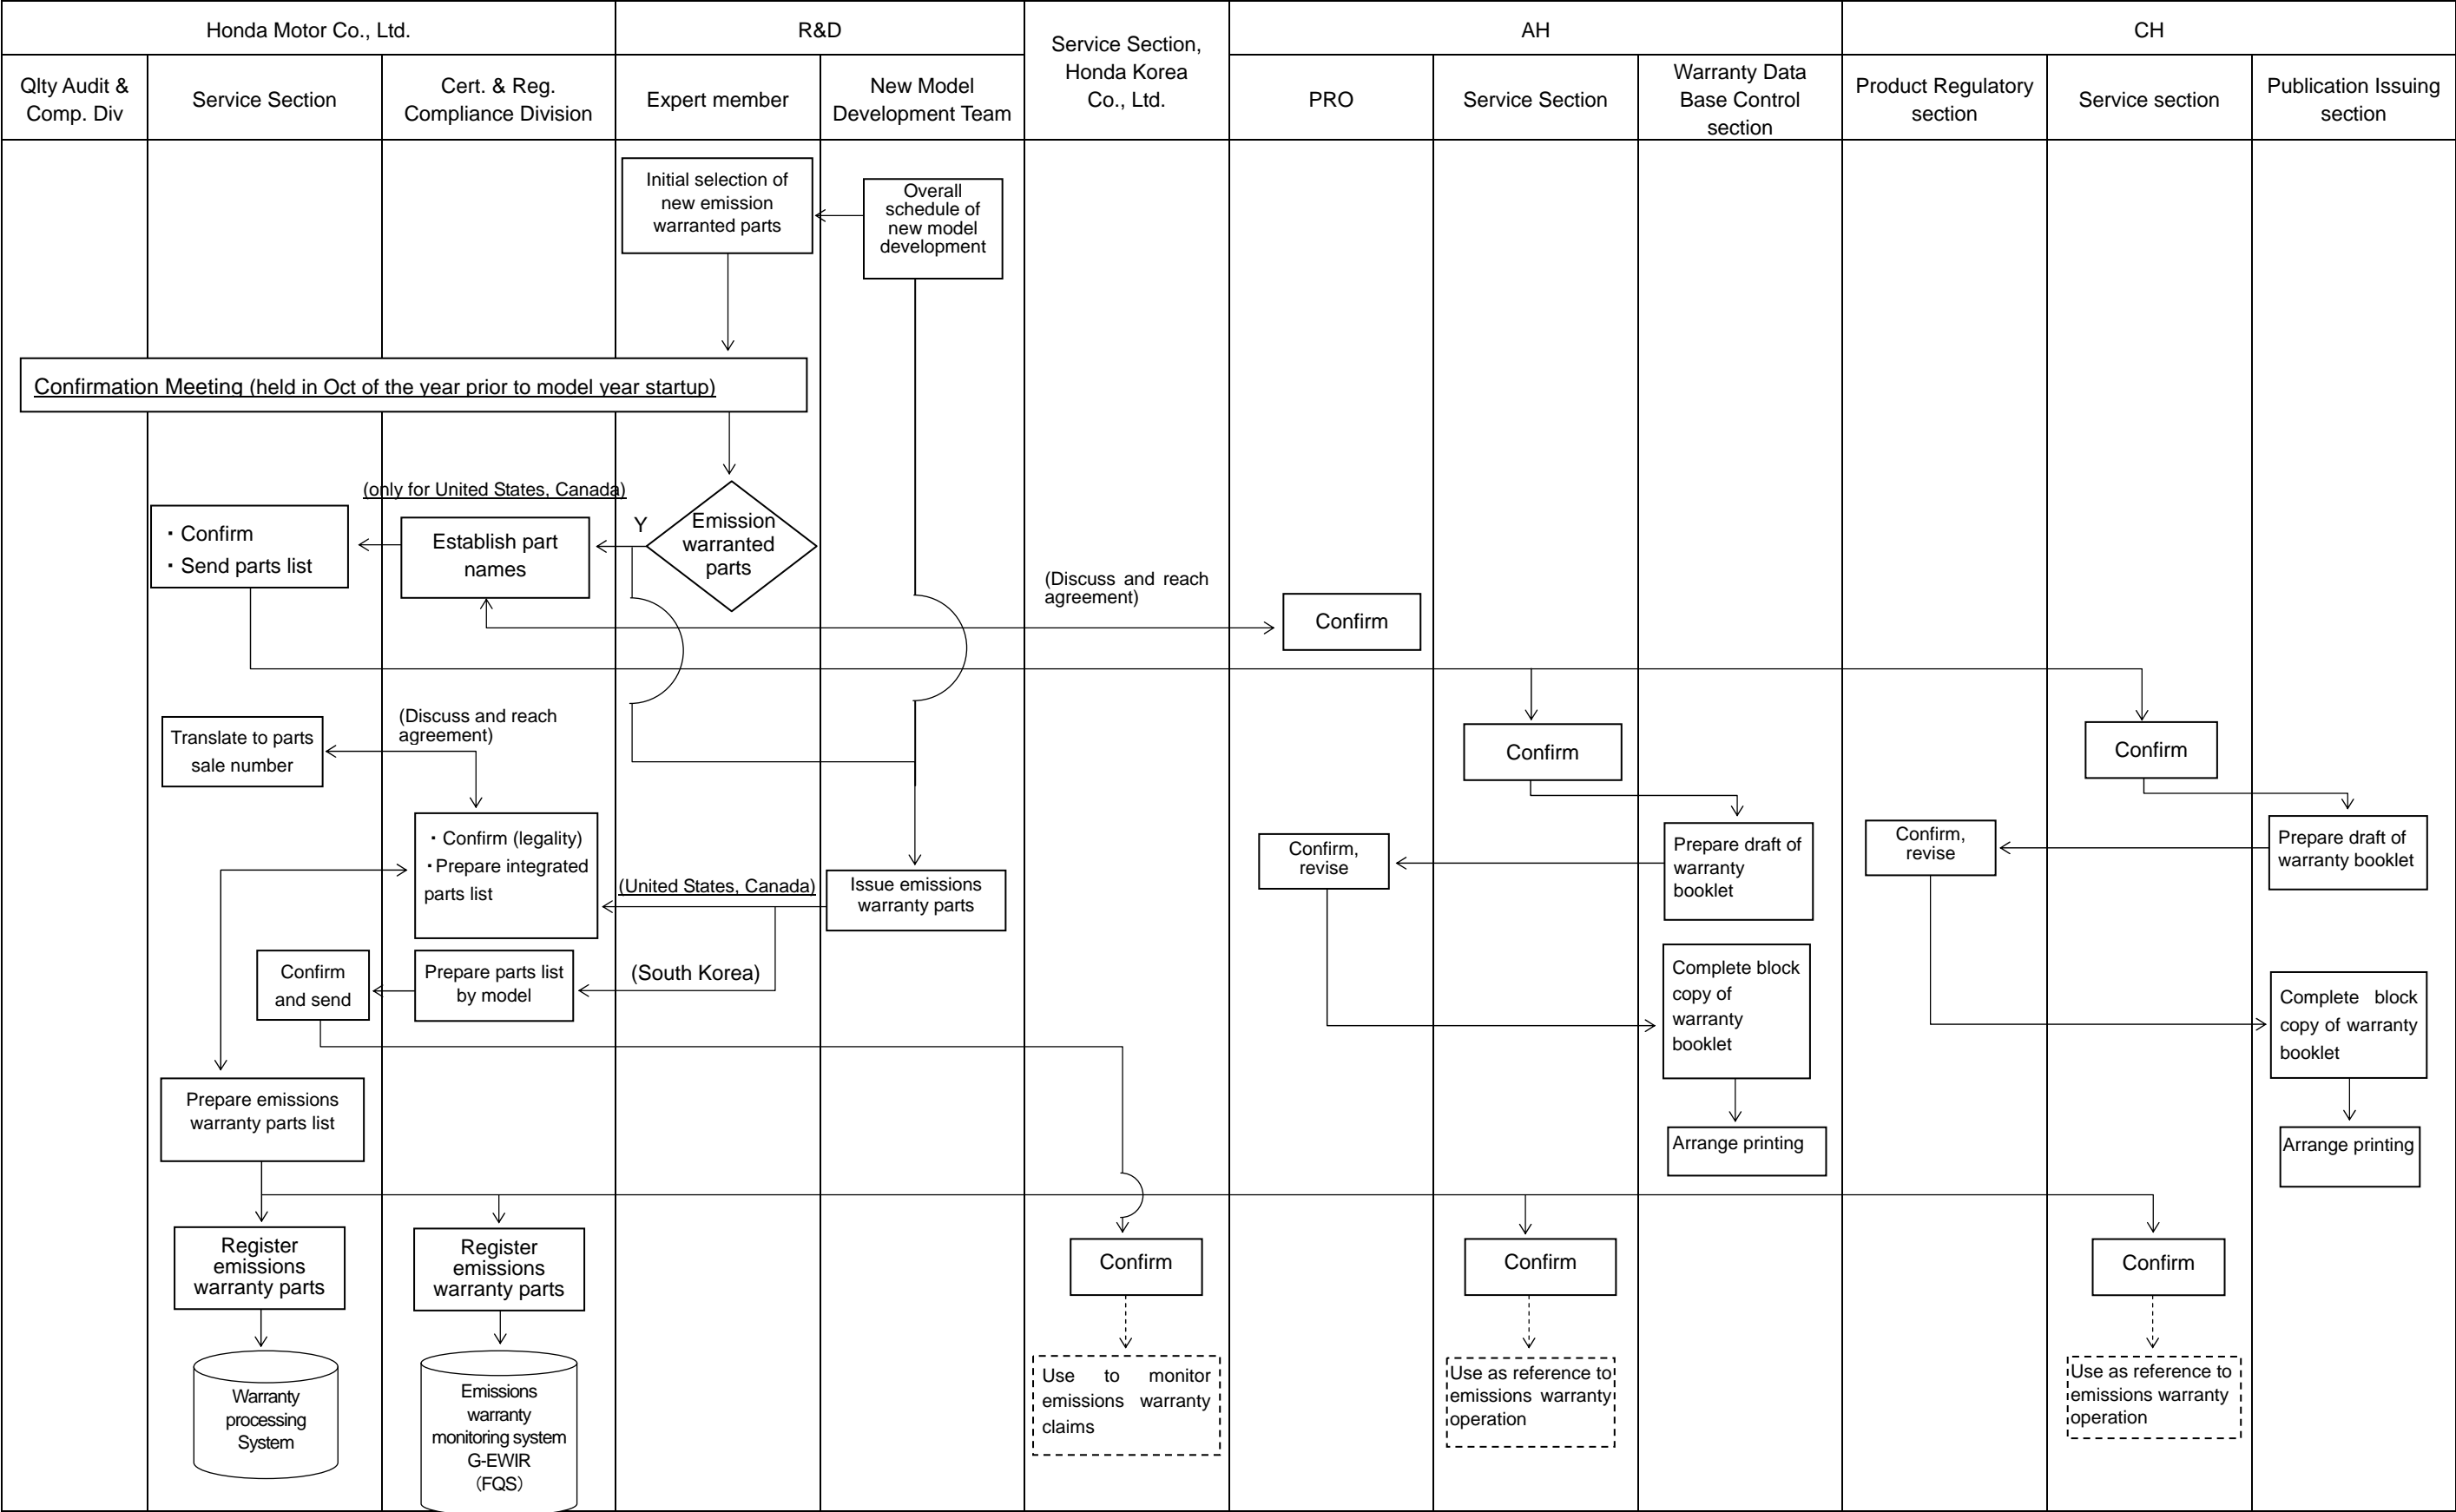 Honda Motor Co., Ltd.
R&D
Service Section,
Honda Korea
Co., Ltd.
AH
CH
Qlty Audit &
Comp. Div
Service Section
Cert. & Reg.
Compliance Division
Expert member
New Model
Development Team
PRO
Service Section
Warranty Data
Base Control
section
Product Regulatory
section
Service section
Publication Issuing
section
Initial selection of
new emission
warranted parts
Overall
schedule of
new model
development
Confirmation Meeting (held in Oct of the year prior to model year startup)
(only for United States, Canada)
・Confirm
・Send parts list
Establish part
names
Y
Emission
warranted
parts
(Discuss and reach
agreement)
Confirm
Translate to parts
sale number
(Discuss and reach
agreement)
Confirm
Confirm
・Confirm (legality)
・Prepare integrated
parts list
(United States, Canada)
Issue emissions
warranty parts
Confirm,
revise
Prepare draft of
warranty
booklet
Confirm,
revise
Prepare draft of
warranty booklet
Confirm
and send
Prepare parts list
by model
(South Korea)
Complete block
copy of
warranty
booklet
Complete block
copy of warranty
booklet
Prepare emissions
warranty parts list
Arrange printing
Arrange printing
Register
emissions
warranty parts
Register
emissions
warranty parts
Confirm
Confirm
Confirm
Warranty
processing
System
Emissions
warranty
monitoring system
G-EWIR
（FQS）
Use to monitor
emissions warranty
claims
Use as reference to
emissions warranty
operation
Use as reference to
emissions warranty
operation